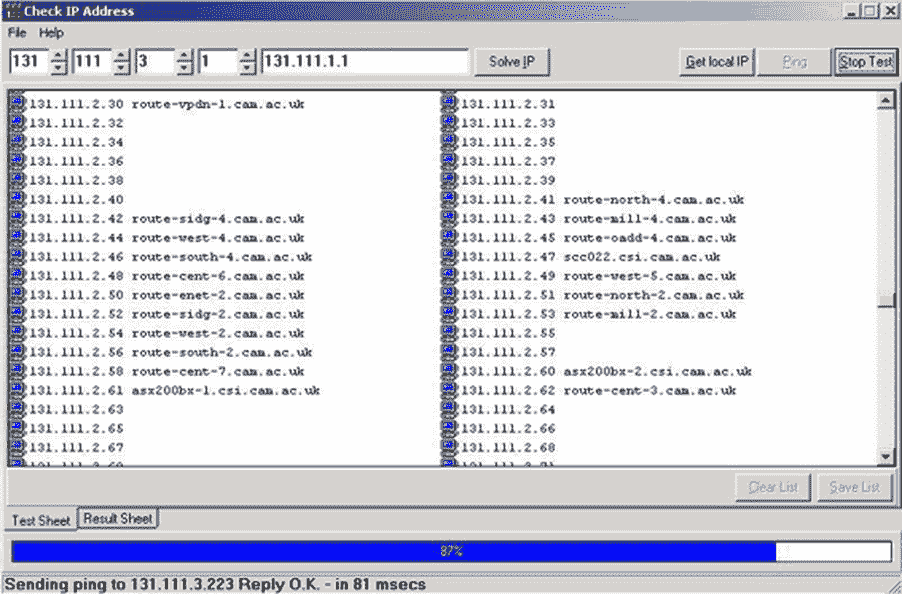 Check IP Address
File Help
131 111 3 1 131.111.1.1 Solve IP Get local IP Ping Stop Test
131.111.2.30 route-vpdn-1.cam.ac.uk 131.111.2.31
131.111.2.32 131.111.2.33
131.111.2.34 131.111.2.35
131.111.2.36 131.111.2.37
131.111.2.38 131.111.2.39
131.111.2.40 131.111.2.41 route-north-4.cam.ac.uk
131.111.2.42 route-sidg-4.cam.ac.uk 131.111.2.43 route-mill-4.cam.ac.uk
131.111.2.44 route-west-4.cam.ac.uk 131.111.2.45 route-oadd-4.cam.ac.uk
131.111.2.46 route-south-4.cam.ac.uk 131.111.2.47 scc022.csi.cam.ac.uk
131.111.2.48 route-cent-6.cam.ac.uk 131.111.2.49 route-west-5.cam.ac.uk
131.111.2.50 route-enet-2.cam.ac.uk 131.111.2.51 route-north-2.cam.ac.uk
131.111.2.52 route-sidg-2.cam.ac.uk 131.111.2.53 route-mill-2.cam.ac.uk
131.111.2.54 route-west-2.cam.ac.uk 131.111.2.55
131.111.2.56 route-south-2.cam.ac.uk 131.111.2.57
131.111.2.58 route-cent-7.cam.ac.uk 131.111.2.60 asx200bx-2.csi.cam.ac.uk
131.111.2.61 asx200bx-1.csi.cam.ac.uk 131.111.2.62 route-cent-3.cam.ac.uk
131.111.2.63 131.111.2.64
131.111.2.65 131.111.2.66
131.111.2.67 131.111.2.68
Clear List Save List
Test Sheet Result Sheet
87%
Sending ping to 131.111.3.223 Reply O.K. - in 81 msecs